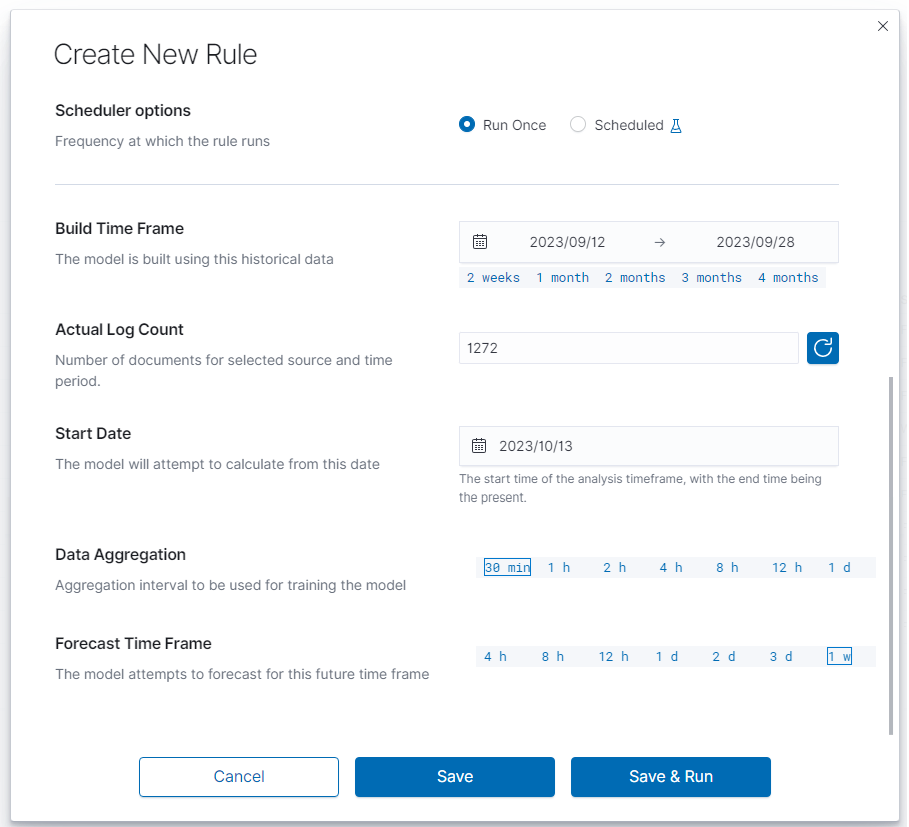 Create New Rule
Scheduler options
Frequency at which the rule runs
Run Once
Scheduled
Build Time Frame
The model is built using this historical data
2023/09/12 → 2023/09/28
2 weeks 1 month 2 months 3 months 4 months
Actual Log Count
Number of documents for selected source and time
period.
1272
Start Date
The model will attempt to calculate from this date
2023/10/13
The start time of the analysis timeframe, with the end time being
the present.
Data Aggregation
Aggregation interval to be used for training the model
30 min 1 h 2 h 4 h 8 h 12 h 1 d
Forecast Time Frame
The model attempts to forecast for this future time frame
4 h 8 h 12 h 1 d 2 d 3 d 1 w
Cancel
Save
Save & Run